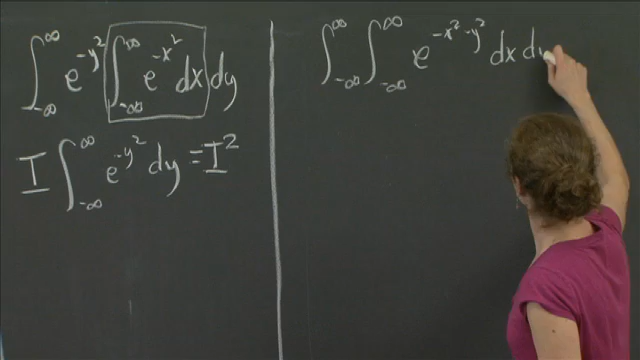 ∫_{-∞}^{∞} e^{-y²} ∫_{-∞}^{∞} e^{-x²} dx dy
I ∫_{-∞}^{∞} e^{-y²} dy = I²
∫_{-∞}^{∞} ∫_{-∞}^{∞} e^{-x²-y²} dx dy